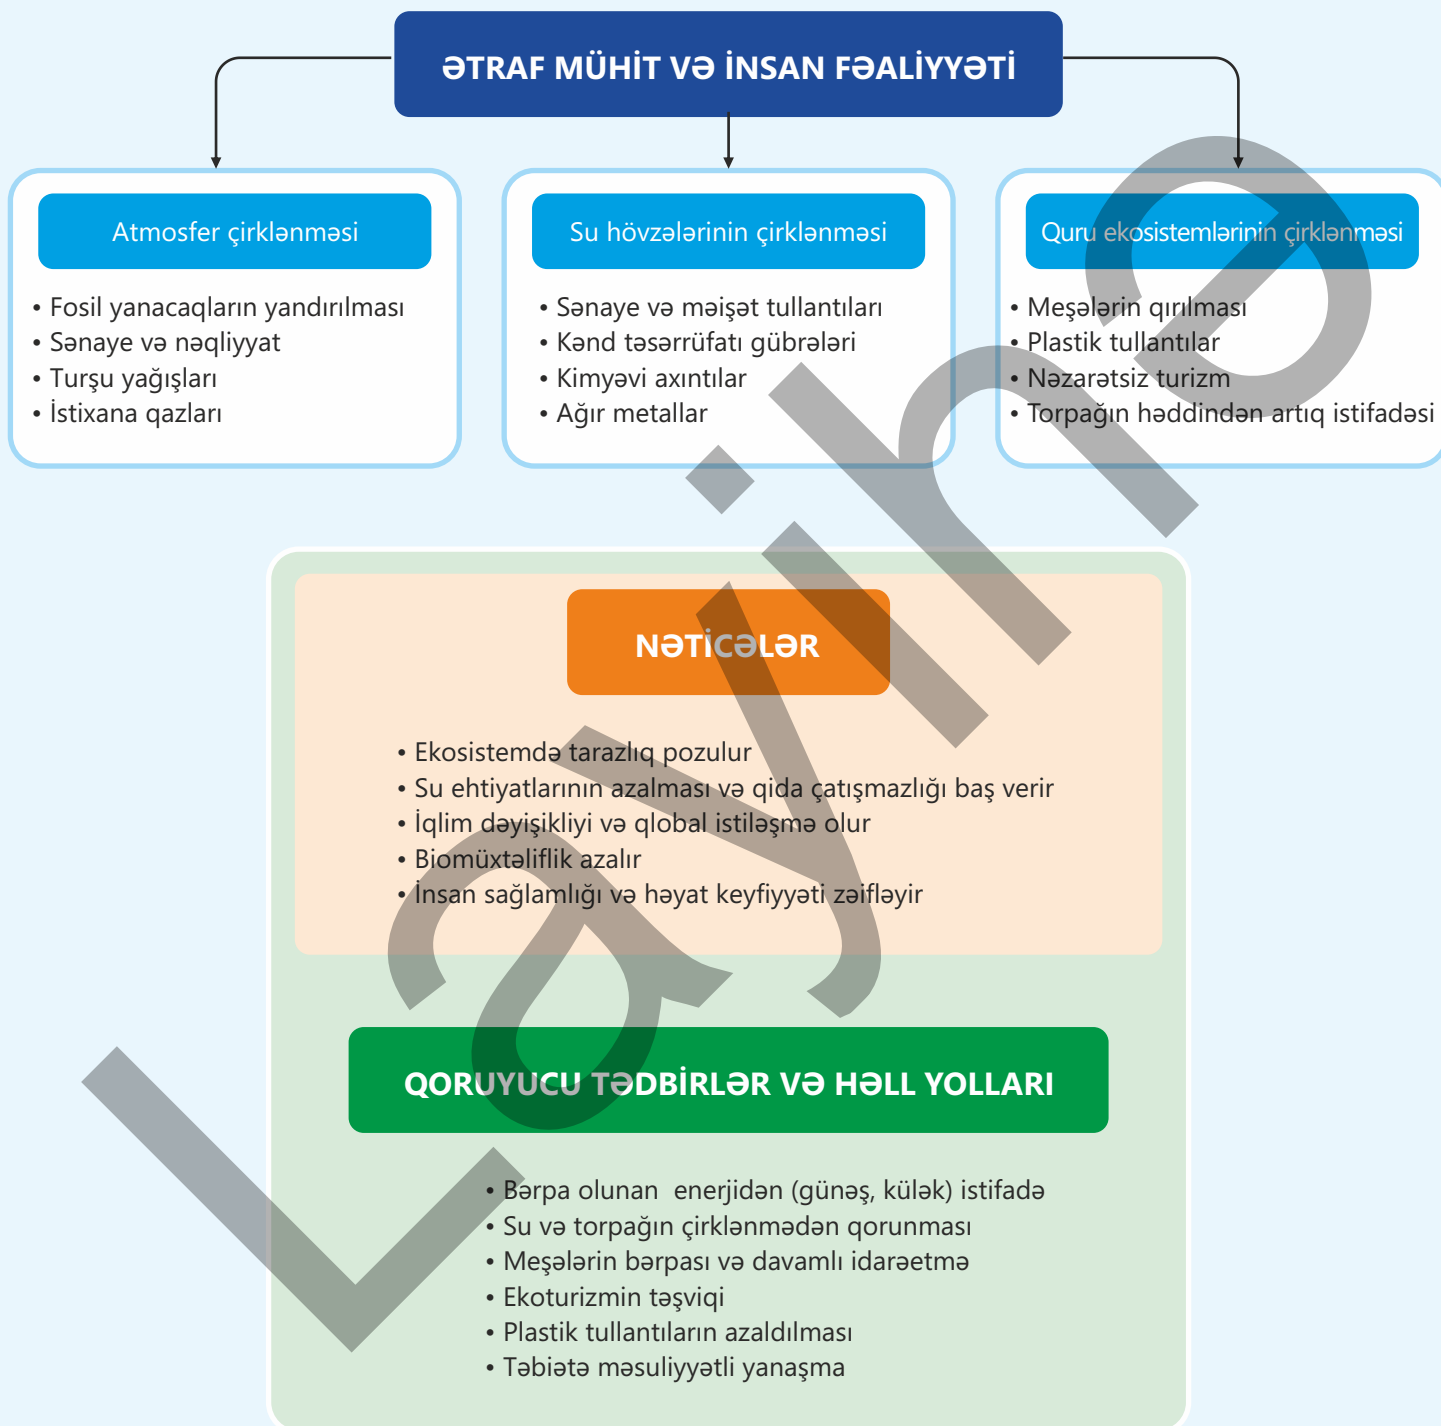 ƏTRAF MÜHİT VƏ İNSAN FƏALİYYƏTİ
Atmosfer çirklənməsi
• Fosil yanacaqların yandırılması
• Sənaye və nəqliyyat
• Turşu yağışları
• İstixana qazları
Su hövzələrinin çirklənməsi
• Sənaye və məişət tullantıları
• Kənd təsərrüfatı gübrələri
• Kimyəvi axıntılar
• Ağır metallar
Quru ekosistemlərinin çirklənməsi
• Meşələrin qırılması
• Plastik tullantılar
• Nəzarətsiz turizm
• Torpağın həddindən artıq istifadəsi
NƏTİCƏLƏR
• Ekosistemdə tarazlıq pozulur
• Su ehtiyatlarının azalması və qida çatışmazlığı baş verir
• İqlim dəyişikliyi və qlobal istiləşmə olur
• Biomüxtəliflik azalır
• İnsan sağlamlığı və həyat keyfiyyəti zəifləyir
QORUYUCU TƏDBİRLƏR VƏ HƏLL YOLLARI
• Bərpa olunan  enerjidən (günəş, külək) istifadə
• Su və torpağın çirklənmədən qorunması
• Meşələrin bərpası və davamlı idarəetmə
• Ekoturizmin təşviqi
• Plastik tullantıların azaldılması
• Təbiətə məsuliyyətli yanaşma
Layihə